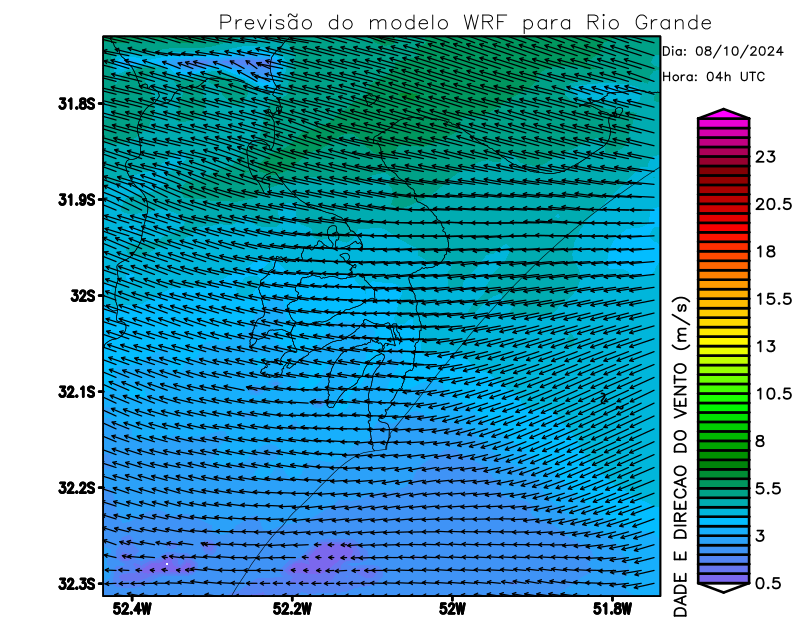 Previsão do modelo WRF para Rio Grande
Dia: 08/10/2024
Hora: 04h UTC
31.8S
31.9S
32S
32.1S
32.2S
32.3S
52.4W
52.2W
52W
51.8W
DADE E DIRECAO DO VENTO (m/s)
23
20.5
18
15.5
13
10.5
8
5.5
3
0.5